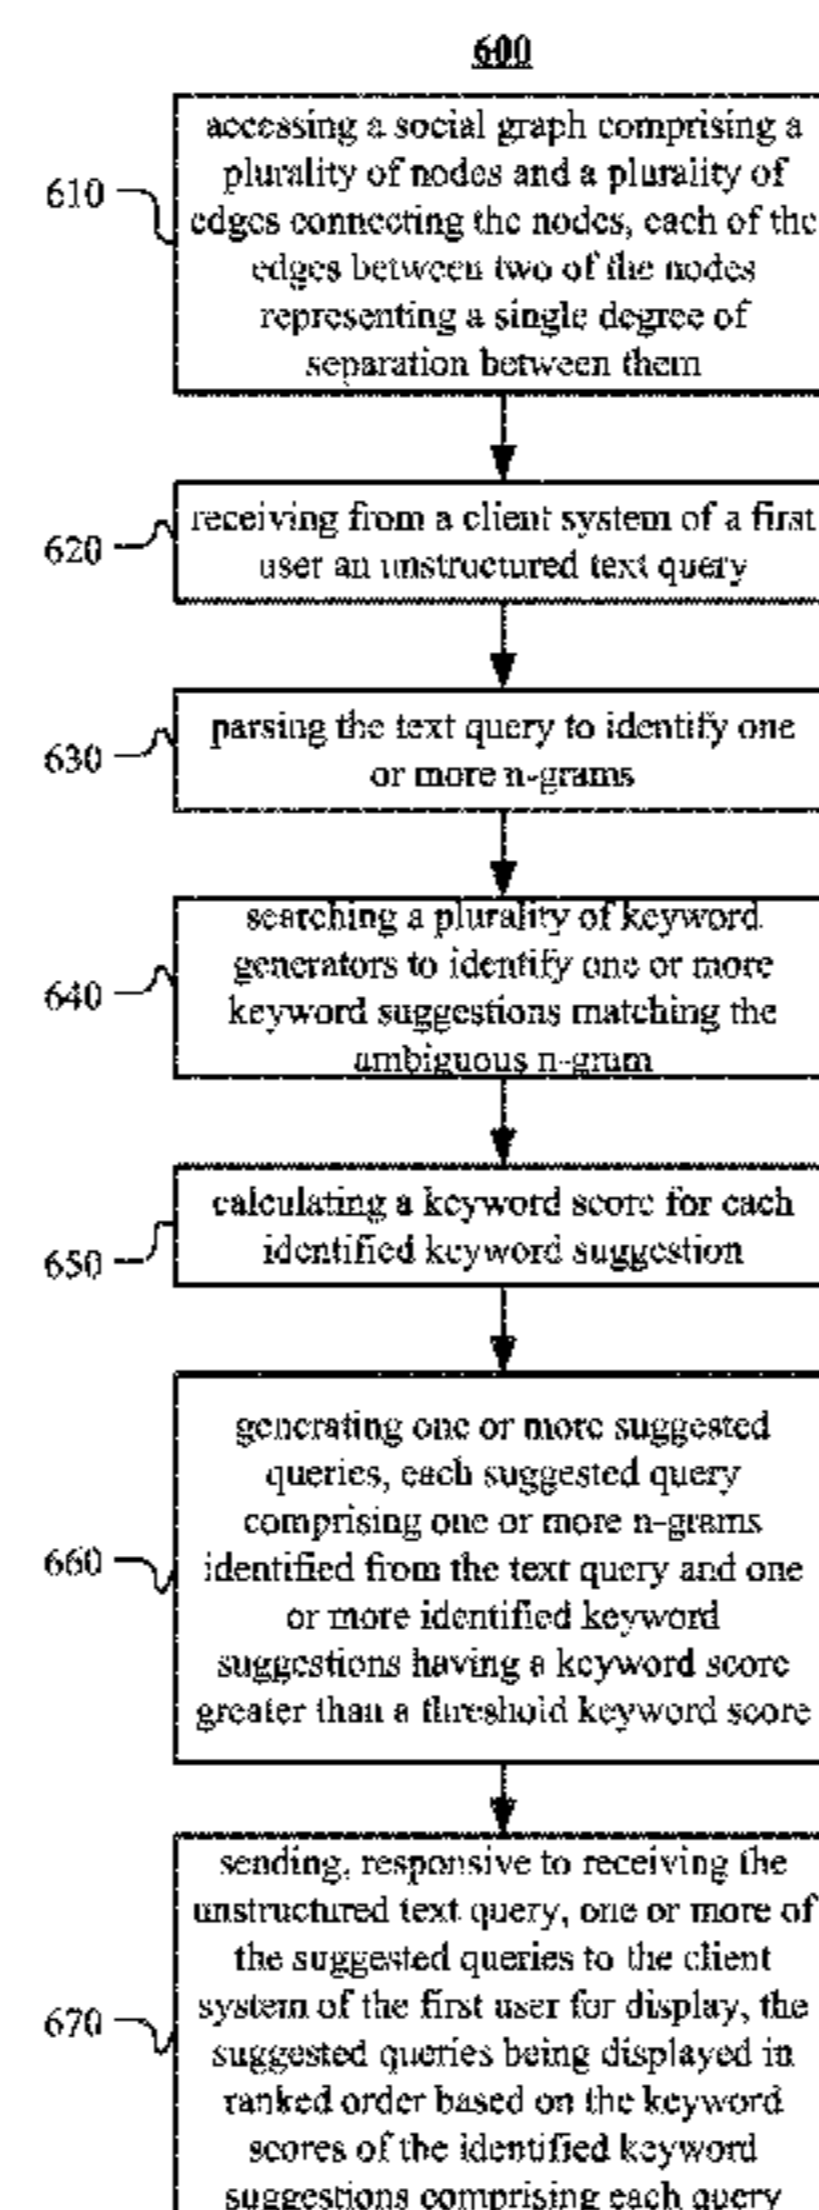 600
610
accessing a social graph comprising a
plurality of nodes and a plurality of
edges connecting the nodes, each of the
edges between two of the nodes
representing a single degree of
separation between them
620
receiving from a client system of a first
user an unstructured text query
630
parsing the text query to identify one
or more n-grams
640
searching a plurality of keyword
generators to identify one or more
keyword suggestions matching the
ambiguous n-gram
650
calculating a keyword score for each
identified keyword suggestion
660
generating one or more suggested
queries, each suggested query
comprising one or more n-grams
identified from the text query and one
or more identified keyword
suggestions having a keyword score
greater than a threshold keyword score
670
sending, responsive to receiving the
unstructured text query, one or more of
the suggested queries to the client
system of the first user for display, the
suggested queries being displayed in
ranked order based on the keyword
scores of the identified keyword
suggestions comprising each query